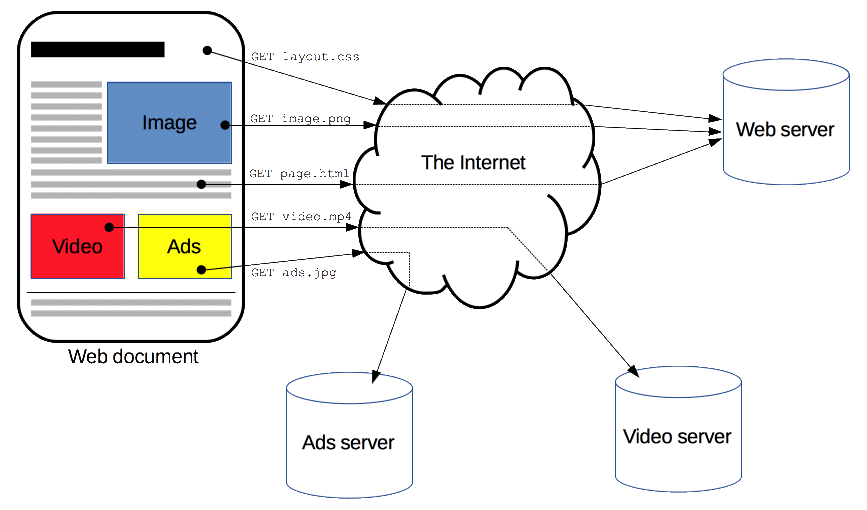 GET layout.css
GET image.png
Image
Web server
The Internet
GET page.html
GET video.mp4
Video
Ads
GET ads.jpg
Web document
Ads server
Video server